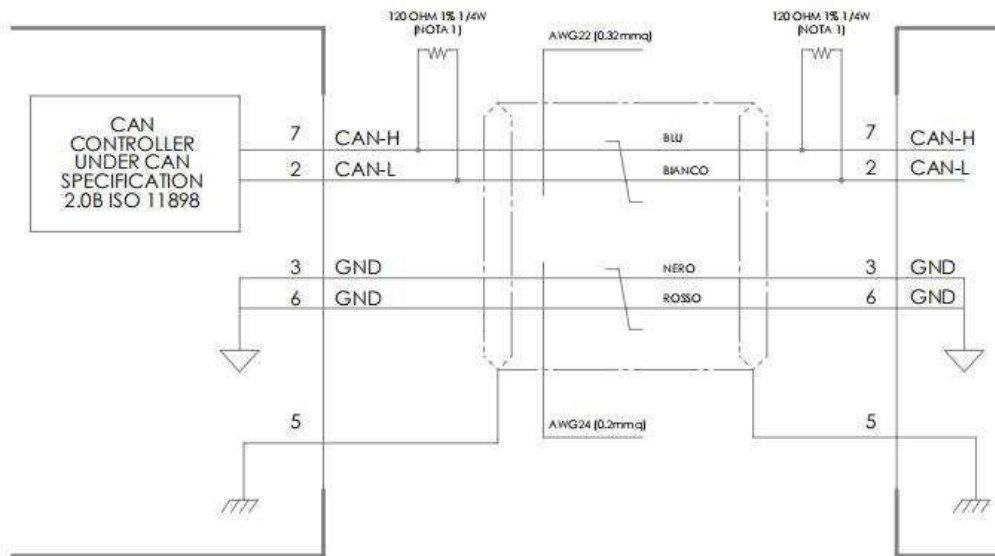 120 OHM 1% 1/4W
(NOTA 1)
AWG22 (0.32mmq)
120 OHM 1% 1/4W
(NOTA 1)
CAN
CONTROLLER
UNDER CAN
SPECIFICATION
2.0B ISO 11898
7 CAN-H
BLU
7 CAN-H
2 CAN-L
BIANCO
2 CAN-L
3 GND
NERO
3 GND
6 GND
ROSSO
6 GND
5
AWG24 (0.2mmq)
5